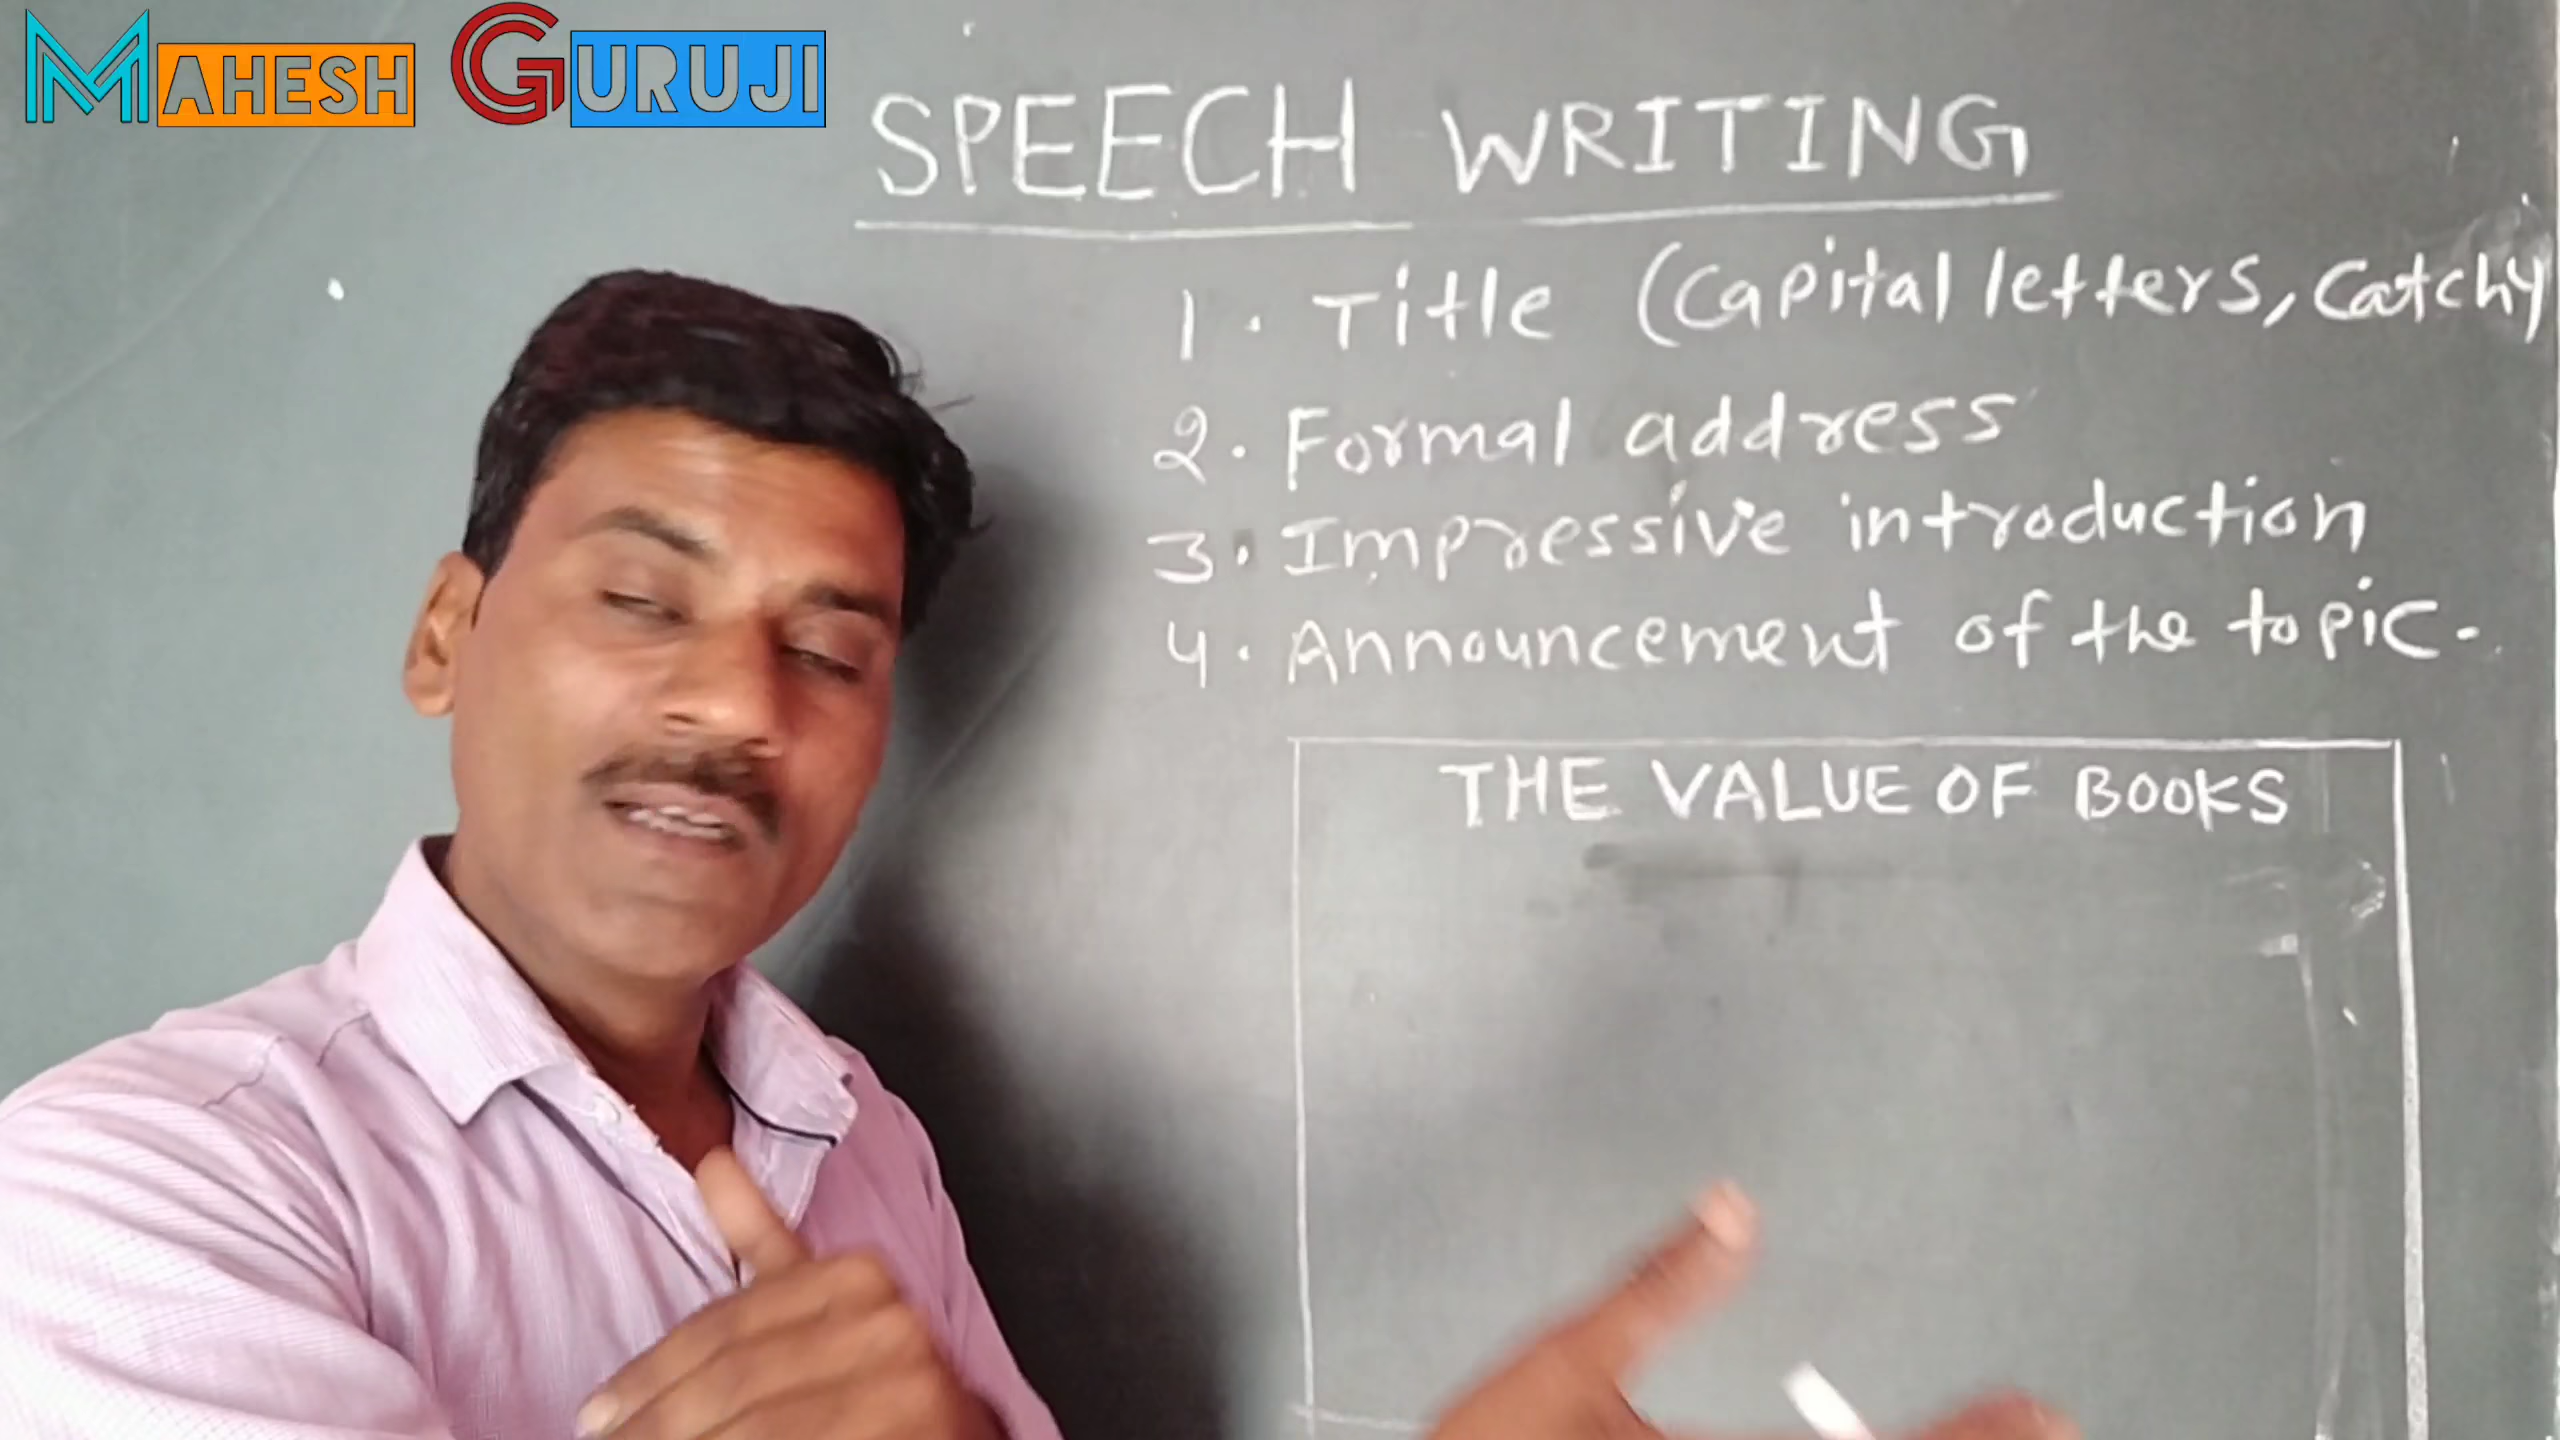 MAHESH GURUJI
SPEECH WRITING
1. Title (Capital letters, Catchy
2. Formal address
3. Impressive introduction
4. Announcement of the topic.
THE VALUE OF BOOKS